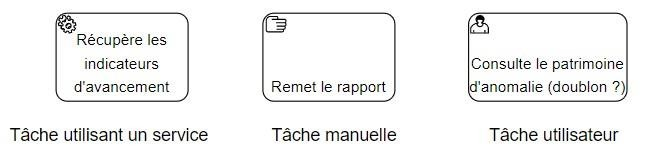 Récupère les
indicateurs
d'avancement
Remet le rapport
Consulte le patrimoine
d'anomalie (doublon ?)
Tâche utilisant un service
Tâche manuelle
Tâche utilisateur